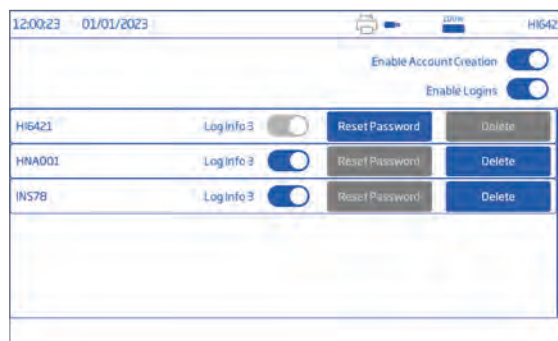 12:00:23 01/01/2023 HI642
Enable Account Creation
Enable Logins
HI6421 Log Info 3 Reset Password Delete
HNA001 Log Info 3 Reset Password Delete
INS78 Log Info 3 Reset Password Delete